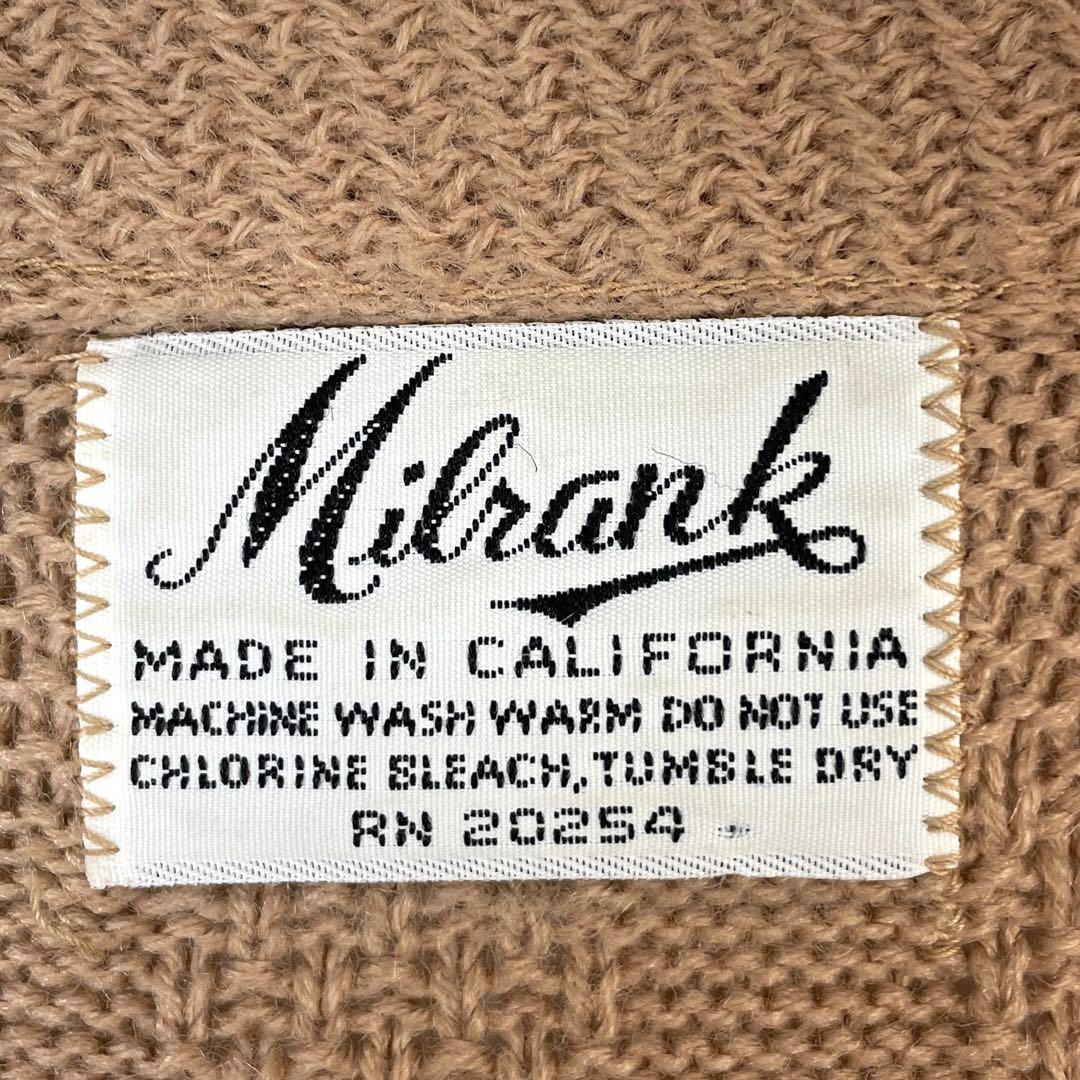 Milrank
MADE IN CALIFORNIA
MACHINE WASH WARM DO NOT USE
CHLORINE BLEACH, TUMBLE DRY
RN 20254